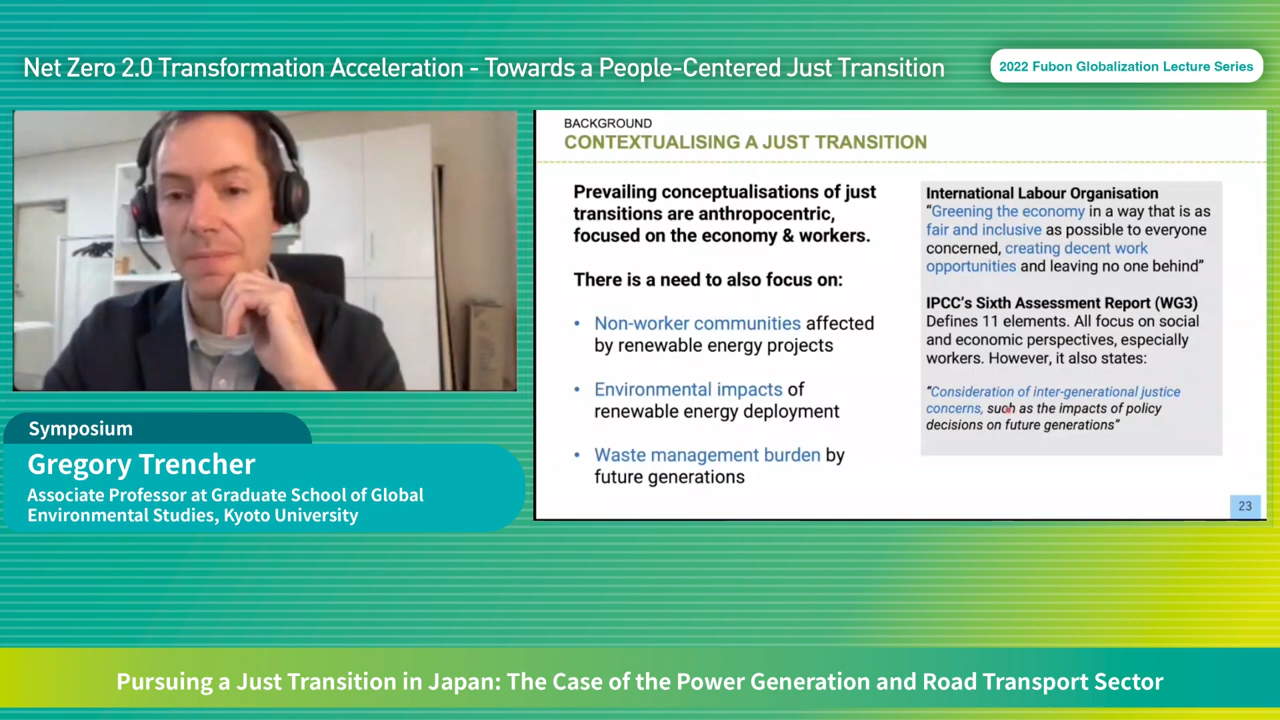 Net Zero 2.0 Transformation Acceleration - Towards a People-Centered Just Transition
2022 Fubon Globalization Lecture Series
BACKGROUND
CONTEXTUALISING A JUST TRANSITION
Prevailing conceptualisations of just
transitions are anthropocentric,
focused on the economy & workers.
There is a need to also focus on:
• Non-worker communities affected
by renewable energy projects
• Environmental impacts of
renewable energy deployment
• Waste management burden by
future generations
International Labour Organisation
“Greening the economy in a way that is as
fair and inclusive as possible to everyone
concerned, creating decent work
opportunities and leaving no one behind”
IPCC’s Sixth Assessment Report (WG3)
Defines 11 elements. All focus on social
and economic perspectives, especially
workers. However, it also states:
“Consideration of inter-generational justice
concerns, such as the impacts of policy
decisions on future generations“
23
Symposium
Gregory Trencher
Associate Professor at Graduate School of Global
Environmental Studies, Kyoto University
Pursuing a Just Transition in Japan: The Case of the Power Generation and Road Transport Sector